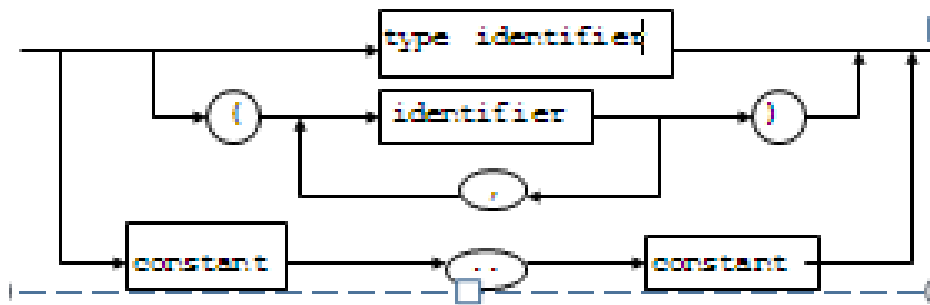 type identifier
( identifier )
,
constant .. constant